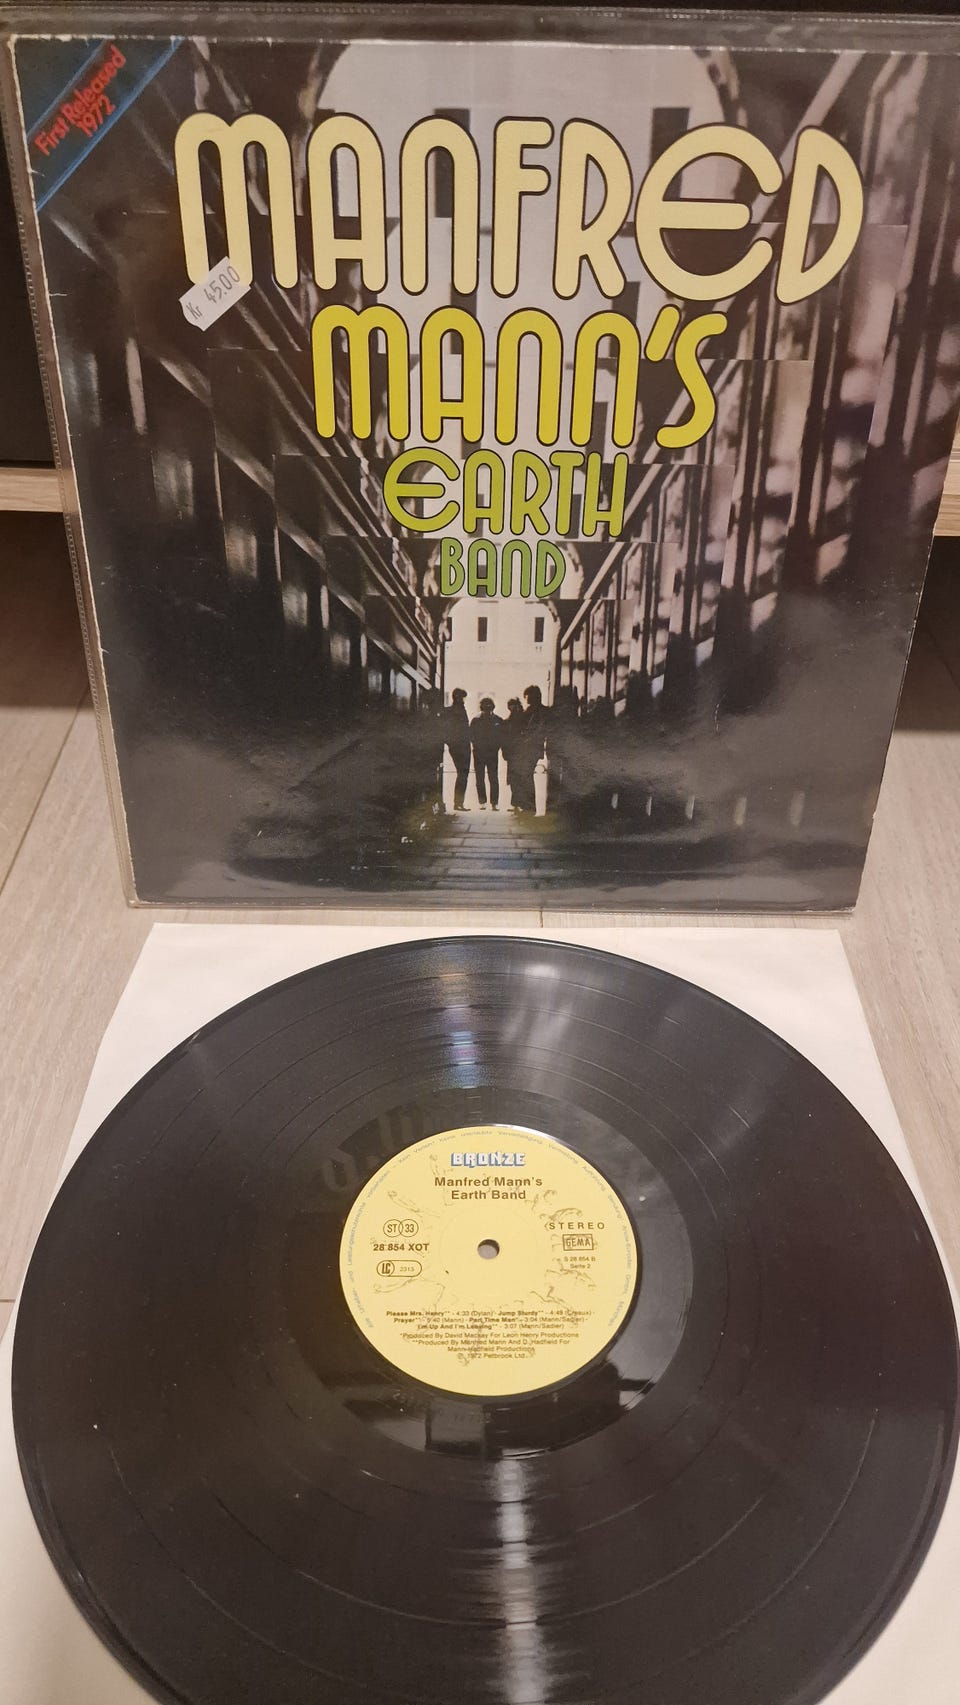 First Released
1972
MANFRED
Kr 45.00
MANN'S
EARTH
BAND
BRONZE
Manfred Mann's
Earth Band
ST 33
STEREO
28 854 XOT
GEMA
LC 2313
S 28 854 B
Seite 2
Please Mrs. Henry** - 4:33 (Dylan) · Jump Sturdy** - 4:49 (Creaux) ·
Prayer** - 5:40 (Mann) · Part Time Man* - 3:04 (Mann/Sadler) ·
I'm Up And I'm Leaving** - 3:07 (Mann/Sadler)
*Produced By David Mackay For Leon Henry Productions
**Produced By Manfred Mann And D. Hadfield For
Mann-Hadfield Productions
℗ 1972 Petbrook Ltd.